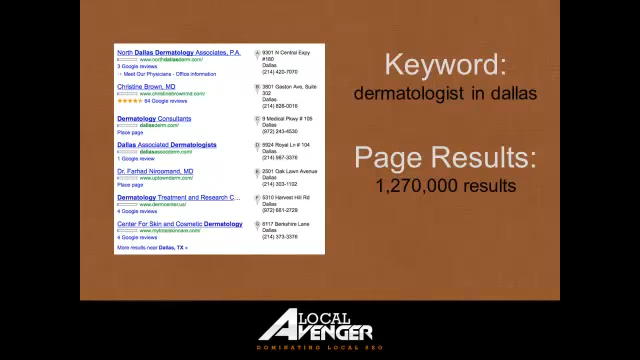 North Dallas Dermatology Associates, P.A.
www.northdallasderm.com/
3 Google reviews
Meet Our Physicians - Office information
A 9301 N Central Expy
#180
Dallas
(214) 420-7070
Christine Brown, MD
www.christinebrownmd.com/
64 Google reviews
B 3801 Gaston Ave, Suite
302
Dallas
(214) 828-0016
Dermatology Consultants
dallasderm.com/
Place page
C 9 Medical Pkwy # 105
Dallas
(972) 243-4530
Dallas Associated Dermatologists
dallasassocderm.com/
1 Google review
D 5924 Royal Ln # 104
Dallas
(214) 987-3376
Dr. Farhad Niroomand, MD
www.uptownderm.com/
Place page
E 2501 Oak Lawn Avenue
Dallas
(214) 303-1102
Dermatology Treatment and Research C...
www.dermcenter.us/
4 Google reviews
F 5310 Harvest Hill Rd
Dallas
(972) 661-2729
Center For Skin and Cosmetic Dermatology
www.mytotalskincare.com/
4 Google reviews
G 6117 Berkshire Lane
Dallas
(214) 373-3376
More results near Dallas, TX »
Keyword:
dermatologist in dallas
Page Results:
1,270,000 results
LOCAL
AVENGER
DOMINATING LOCAL SEO